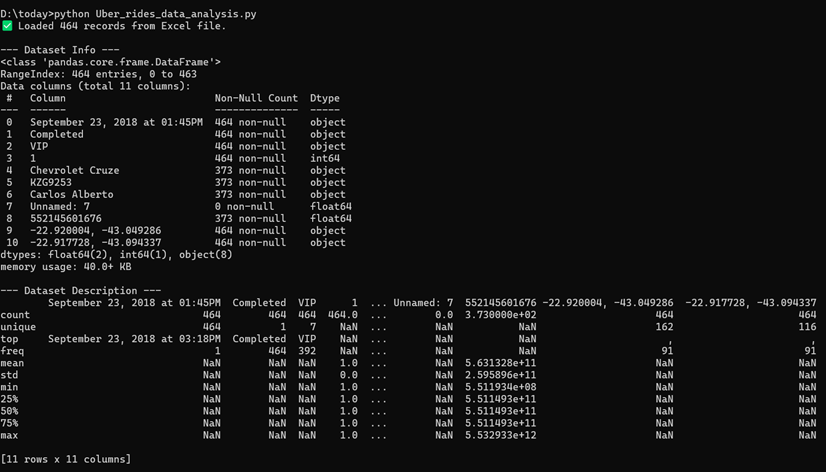 D:\today>python Uber_rides_data_analysis.py
✅ Loaded 464 records from Excel file.

--- Dataset Info ---
<class 'pandas.core.frame.DataFrame'>
RangeIndex: 464 entries, 0 to 463
Data columns (total 11 columns):
 #   Column                        Non-Null Count  Dtype
---  ------                        --------------  -----
 0   September 23, 2018 at 01:45PM  464 non-null    object
 1   Completed                     464 non-null    object
 2   VIP                           464 non-null    object
 3   1                             464 non-null    int64
 4   Chevrolet Cruze               373 non-null    object
 5   KZG9253                       373 non-null    object
 6   Carlos Alberto                373 non-null    object
 7   Unnamed: 7                    0 non-null      float64
 8   552145601676                  373 non-null    float64
 9   -22.920004, -43.049286        464 non-null    object
 10  -22.917728, -43.094337        464 non-null    object
dtypes: float64(2), int64(1), object(8)
memory usage: 40.0+ KB

--- Dataset Description ---
        September 23, 2018 at 01:45PM  Completed  VIP      1  ... Unnamed: 7  552145601676 -22.920004, -43.049286  -22.917728, -43.094337
count                             464        464  464  464.0  ...        0.0  3.730000e+02                    464                     464
unique                            464          1    7    NaN  ...        NaN           NaN                    162                     116
top     September 23, 2018 at 03:18PM  Completed  VIP    NaN  ...        NaN           NaN                      ,                       ,
freq                                1        464  392    NaN  ...        NaN           NaN                     91                      91
mean                              NaN        NaN  NaN    1.0  ...        NaN  5.631328e+11                    NaN                     NaN
std                               NaN        NaN  NaN    0.0  ...        NaN  2.595896e+11                    NaN                     NaN
min                               NaN        NaN  NaN    1.0  ...        NaN  5.511934e+08                    NaN                     NaN
25%                               NaN        NaN  NaN    1.0  ...        NaN  5.511493e+11                    NaN                     NaN
50%                               NaN        NaN  NaN    1.0  ...        NaN  5.511493e+11                    NaN                     NaN
75%                               NaN        NaN  NaN    1.0  ...        NaN  5.511493e+11                    NaN                     NaN
max                               NaN        NaN  NaN    1.0  ...        NaN  5.532933e+12                    NaN                     NaN

[11 rows x 11 columns]